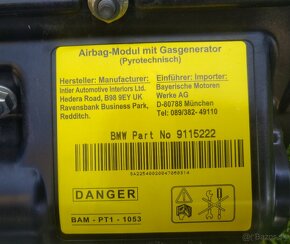 Airbag-Modul mit Gasgenerator
(Pyrotechnisch)
Hersteller: Manufacturer:
Intier Automotive Interiors Ltd.
Hedera Road, B98 9EY UK
Ravensbank Business Park,
Redditch.
Einführer: Importer:
Bayerische Motoren
Werke AG
D-80788 München
Tel: 089/382- 49110
BMW Part No 9115222
DANGER
BAM - PT1 - 1053